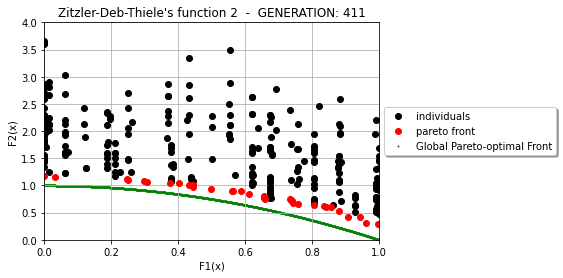 Zitzler-Deb-Thiele's function 2  -  GENERATION: 411
4.0
3.5
3.0
2.5
2.0
1.5
1.0
0.5
0.0
F2(x)
0.0 0.2 0.4 0.6 0.8 1.0
F1(x)
individuals
pareto front
Global Pareto-optimal Front